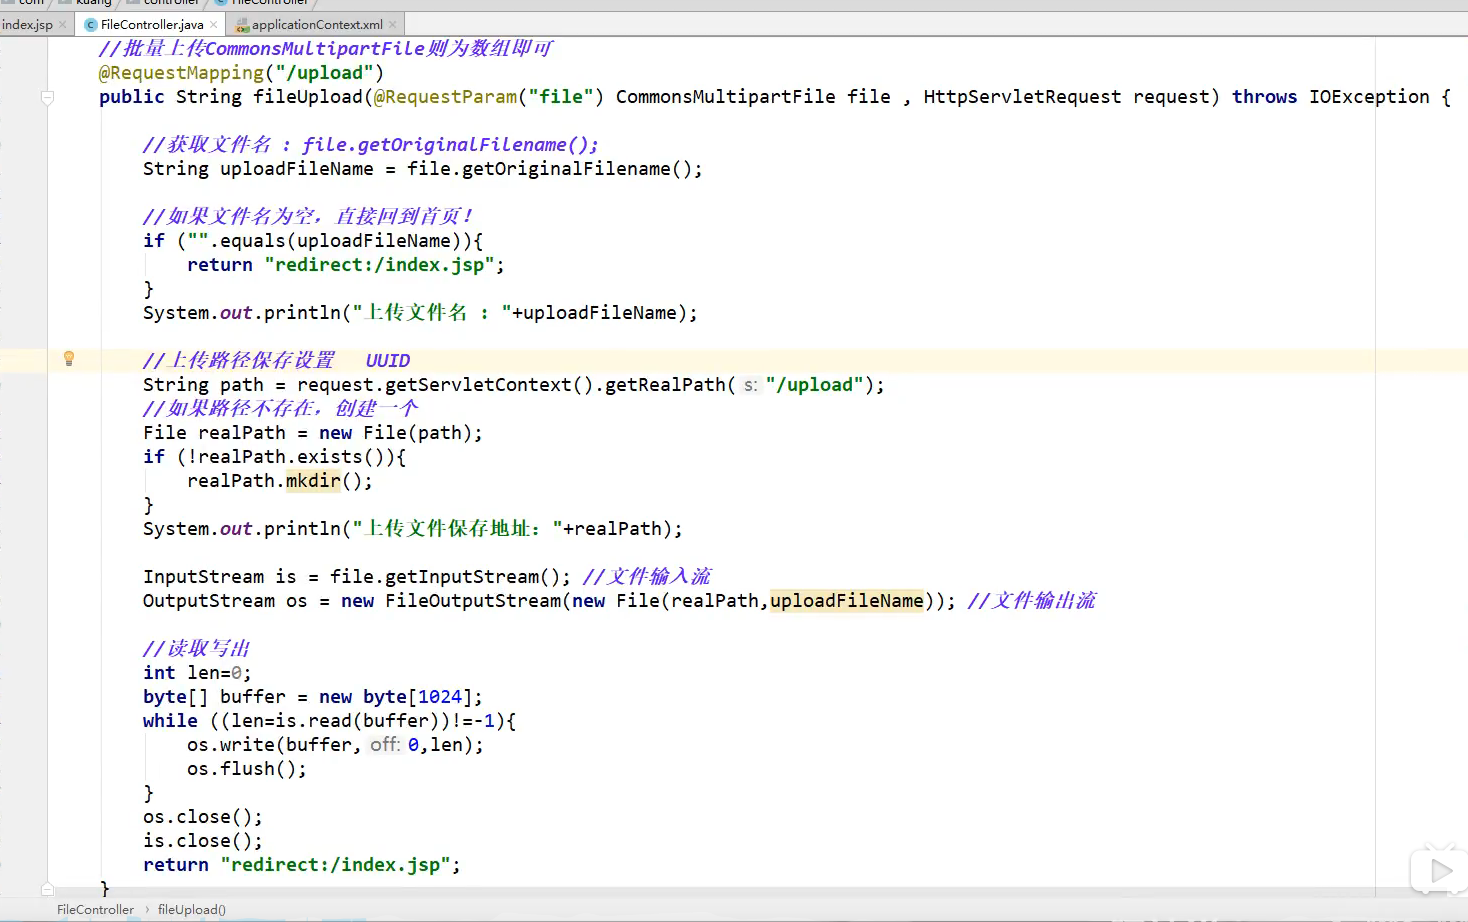 com kuang controller FileController
index.jsp FileController.java applicationContext.xml
//批量上传CommonsMultipartFile则为数组即可
@RequestMapping("/upload")
public String fileUpload(@RequestParam("file") CommonsMultipartFile file , HttpServletRequest request) throws IOException {
//获取文件名 : file.getOriginalFilename();
String uploadFileName = file.getOriginalFilename();
//如果文件名为空，直接回到首页！
if ("".equals(uploadFileName)){
return "redirect:/index.jsp";
}
System.out.println("上传文件名 : "+uploadFileName);
//上传路径保存设置 UUID
String path = request.getServletContext().getRealPath( s: "/upload");
//如果路径不存在，创建一个
File realPath = new File(path);
if (!realPath.exists()){
realPath.mkdir();
}
System.out.println("上传文件保存地址："+realPath);
InputStream is = file.getInputStream(); //文件输入流
OutputStream os = new FileOutputStream(new File(realPath,uploadFileName)); //文件输出流
//读取写出
int len=0;
byte[] buffer = new byte[1024];
while ((len=is.read(buffer))!=-1){
os.write(buffer, off: 0,len);
os.flush();
}
os.close();
is.close();
return "redirect:/index.jsp";
}
FileController › fileUpload()